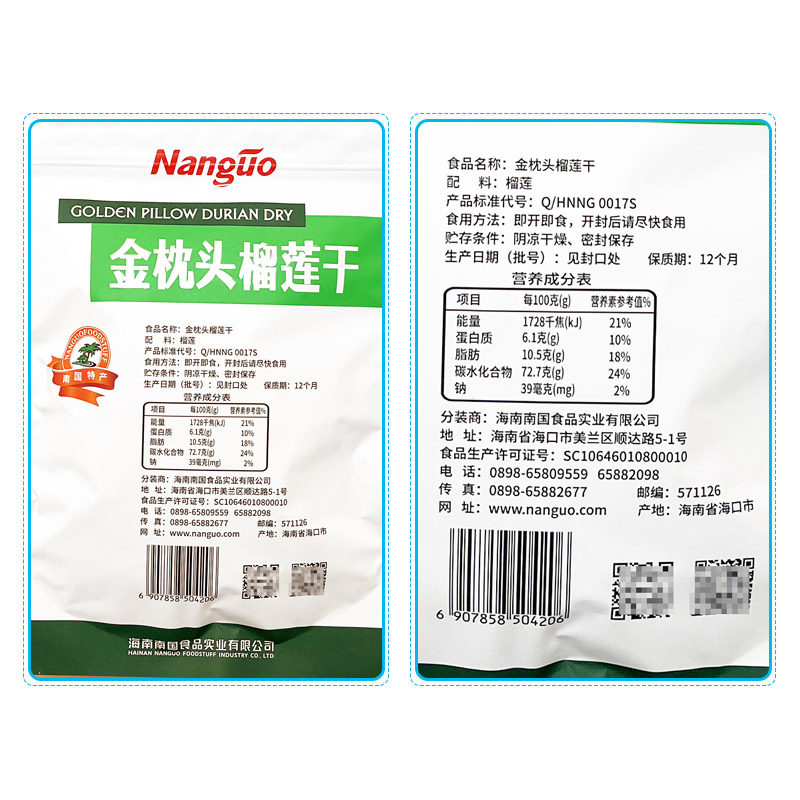 Nanguo
GOLDEN PILLOW DURIAN DRY
金枕头榴莲干
NANGUOFOODSTUFF
南国特产
食品名称：金枕头榴莲干
配 料：榴莲
产品标准代号：Q/HNNG 0017S
食用方法：即开即食，开封后请尽快食用
贮存条件：阴凉干燥、密封保存
生产日期（批号）：见封口处 保质期：12个月
营养成分表
项目 每100克(g) 营养素参考值%
能量 1728千焦(kJ) 21%
蛋白质 6.1克(g) 10%
脂肪 10.5克(g) 18%
碳水化合物 72.7克(g) 24%
钠 39毫克(mg) 2%
分装商：海南南国食品实业有限公司
地 址：海南省海口市美兰区顺达路5-1号
食品生产许可证号：SC10646010800010
电 话：0898-65809559 65882098
传 真：0898-65882677 邮编：571126
网 址：www.nanguo.com 产地：海南省海口市
6 907858 504206
海南南国食品实业有限公司
HAINAN NANGUO FOODSTUFF INDUSTRY CO., LTD.
食品名称：金枕头榴莲干
配 料：榴莲
产品标准代号：Q/HNNG 0017S
食用方法：即开即食，开封后请尽快食用
贮存条件：阴凉干燥、密封保存
生产日期（批号）：见封口处 保质期：12个月
营养成分表
项目 每100克(g) 营养素参考值%
能量 1728千焦(kJ) 21%
蛋白质 6.1克(g) 10%
脂肪 10.5克(g) 18%
碳水化合物 72.7克(g) 24%
钠 39毫克(mg) 2%
分装商：海南南国食品实业有限公司
地 址：海南省海口市美兰区顺达路5-1号
食品生产许可证号：SC10646010800010
电 话：0898-65809559 65882098
传 真：0898-65882677 邮编：571126
网 址：www.nanguo.com 产地：海南省海口市
6 907858 504206